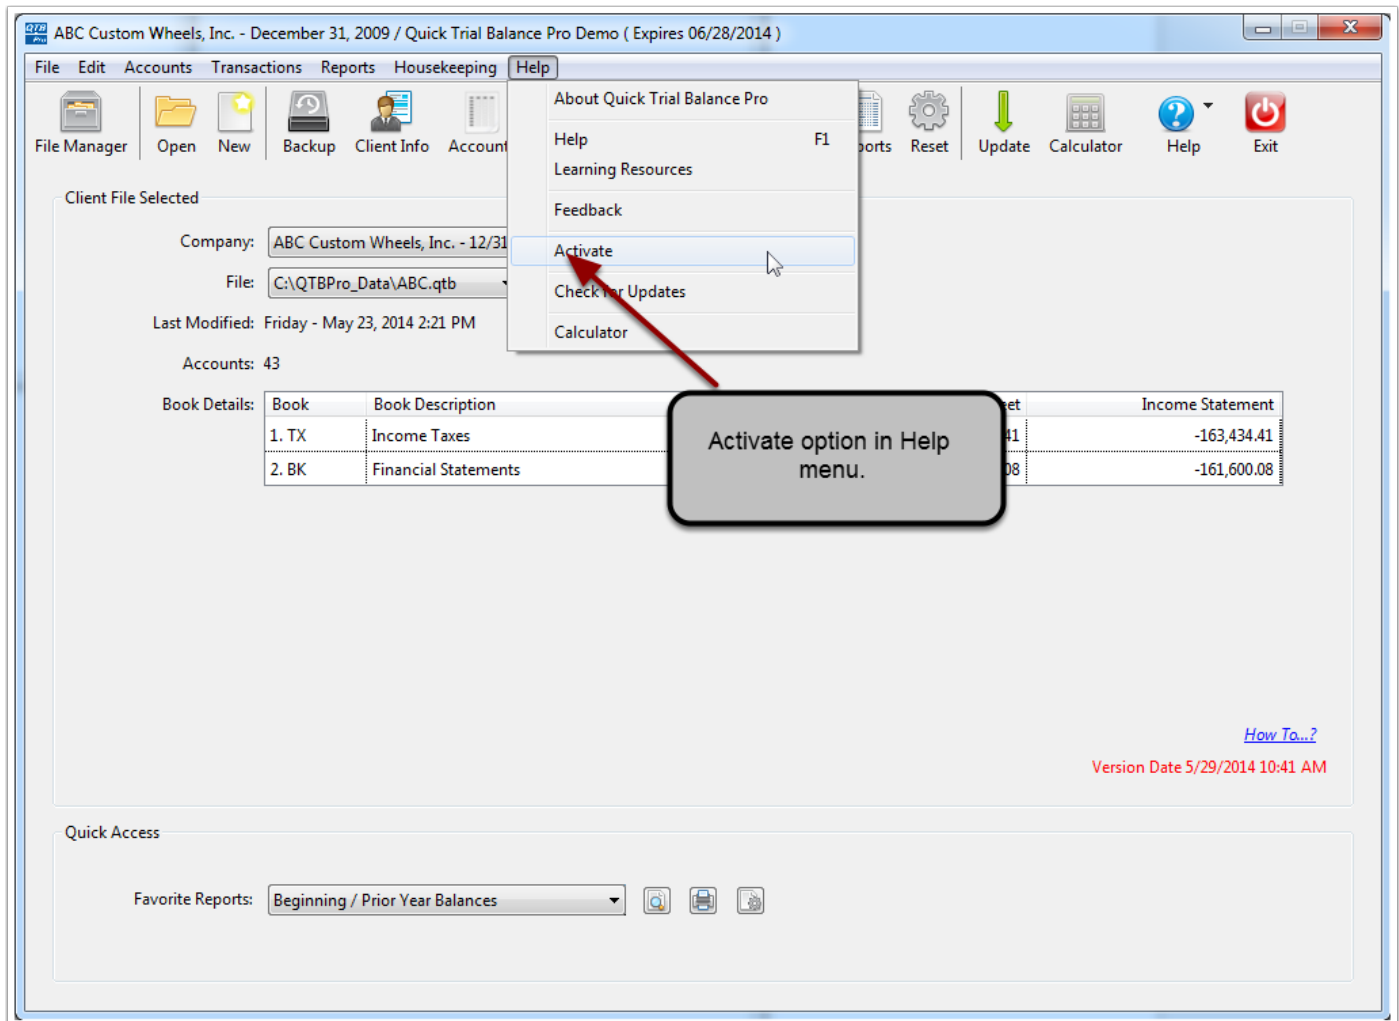 QTB Pro ABC Custom Wheels, Inc. - December 31, 2009 / Quick Trial Balance Pro Demo ( Expires 06/28/2014 )
File Edit Accounts Transactions Reports Housekeeping Help
File Manager Open New Backup Client Info Account ports Reset Update Calculator Help Exit
About Quick Trial Balance Pro
Help F1
Learning Resources
Feedback
Activate
Check for Updates
Calculator
Client File Selected
Company: ABC Custom Wheels, Inc. - 12/31
File: C:\QTBPro_Data\ABC.qtb
Last Modified: Friday - May 23, 2014 2:21 PM
Accounts: 43
Book Details: Book Book Description eet Income Statement
1. TX Income Taxes 41 -163,434.41
2. BK Financial Statements 08 -161,600.08
Activate option in Help
menu.
How To...?
Version Date 5/29/2014 10:41 AM
Quick Access
Favorite Reports: Beginning / Prior Year Balances